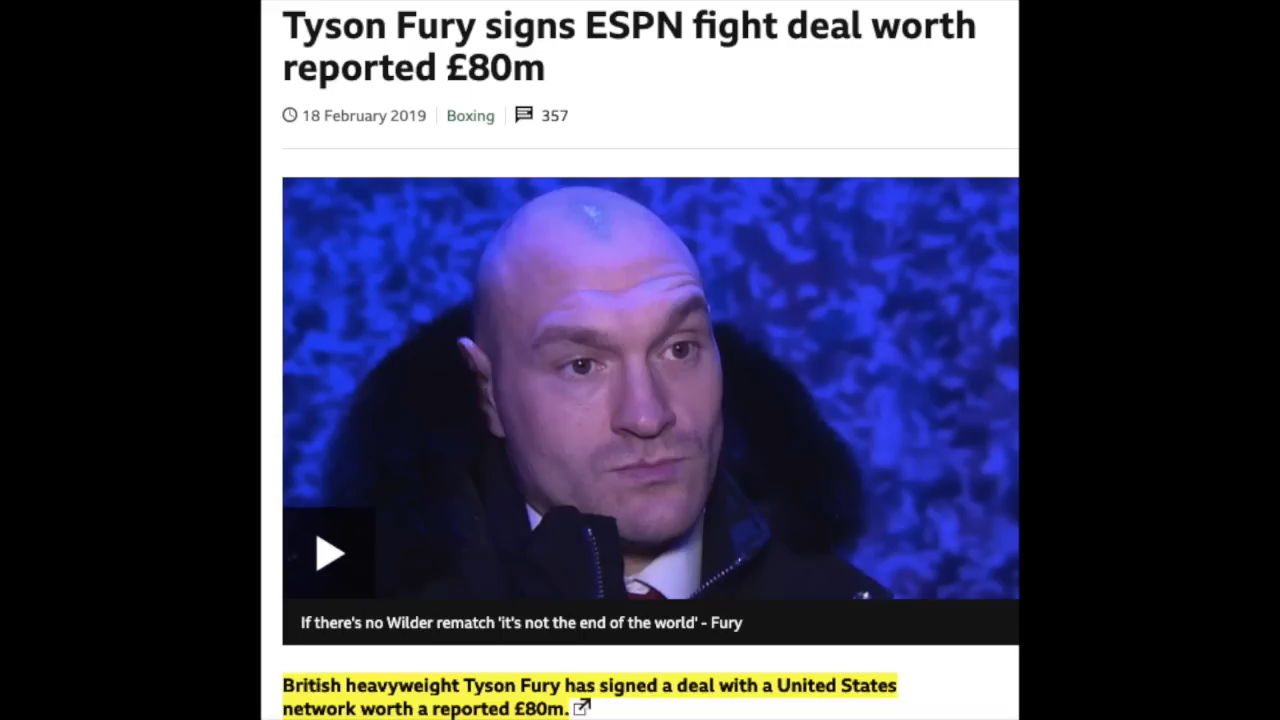 Tyson Fury signs ESPN fight deal worth
reported £80m
18 February 2019 Boxing 357
If there's no Wilder rematch 'it's not the end of the world' - Fury
British heavyweight Tyson Fury has signed a deal with a United States
network worth a reported £80m.